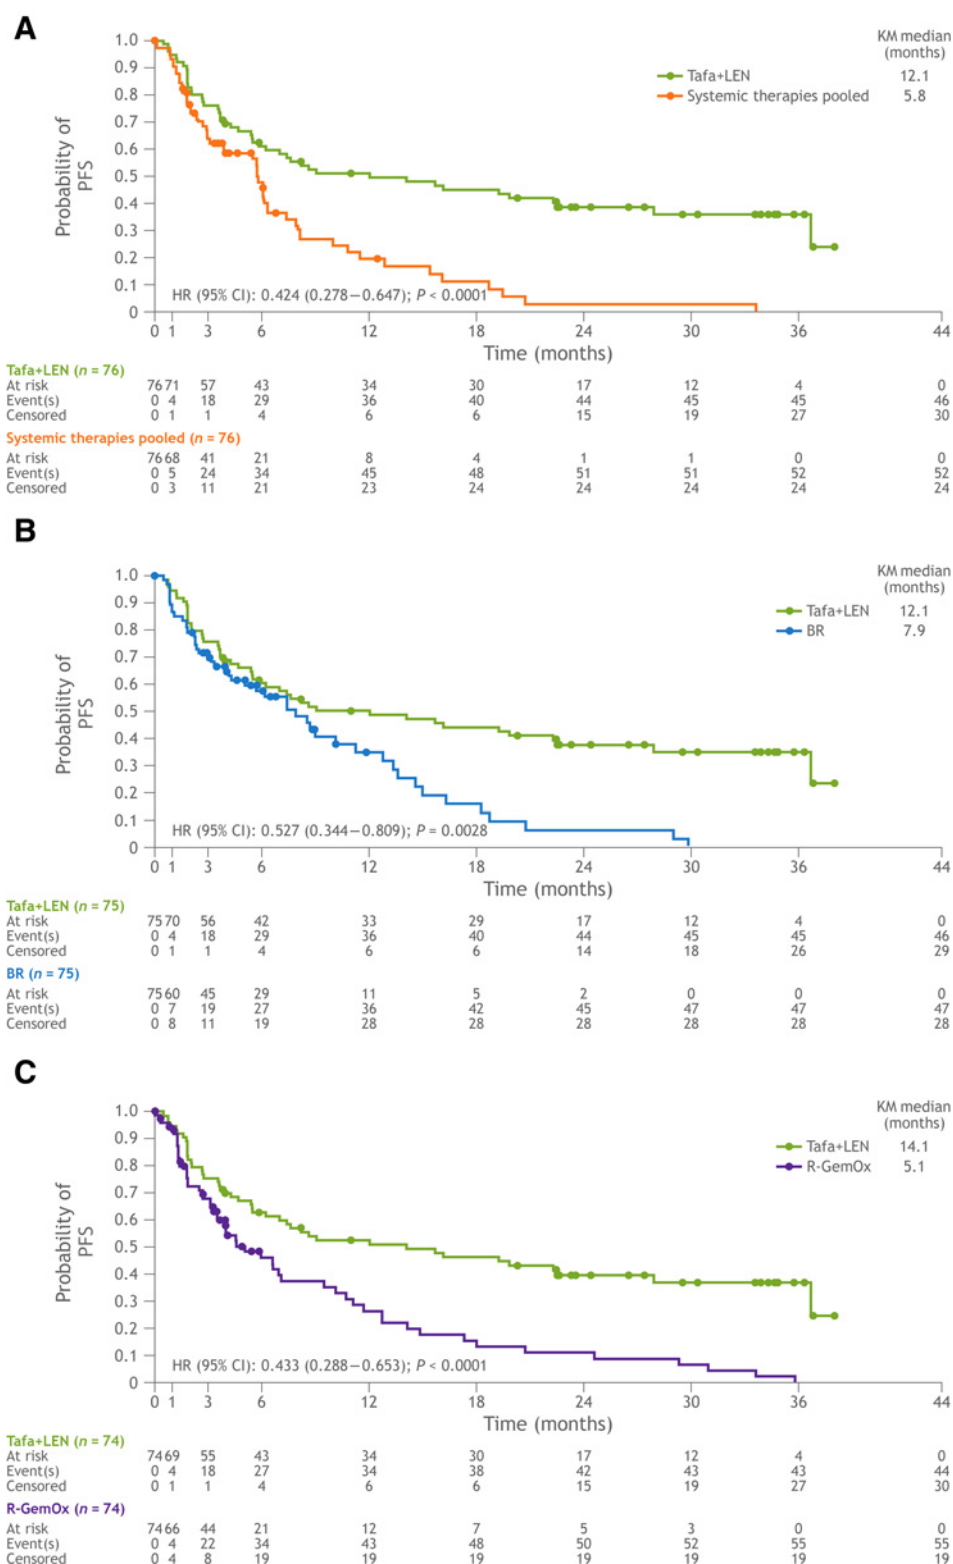 A
KM median
(months)
Tafa+LEN 12.1
Systemic therapies pooled 5.8
Probability of
PFS
1.0
0.9
0.8
0.7
0.6
0.5
0.4
0.3
0.2
0.1
0
HR (95% CI): 0.424 (0.278–0.647); P < 0.0001
0 1 3 6 12 18 24 30 36 44
Time (months)
Tafa+LEN (n = 76)
At risk 76 71 57 43 34 30 17 12 4 0
Event(s) 0 4 18 29 36 40 44 45 45 46
Censored 0 1 1 4 6 6 15 19 27 30
Systemic therapies pooled (n = 76)
At risk 76 68 41 21 8 4 1 1 0 0
Event(s) 0 5 24 34 45 48 51 51 52 52
Censored 0 3 11 21 23 24 24 24 24 24
B
KM median
(months)
Tafa+LEN 12.1
BR 7.9
Probability of
PFS
1.0
0.9
0.8
0.7
0.6
0.5
0.4
0.3
0.2
0.1
0
HR (95% CI): 0.527 (0.344–0.809); P = 0.0028
0 1 3 6 12 18 24 30 36 44
Time (months)
Tafa+LEN (n = 75)
At risk 75 70 56 42 33 29 17 12 4 0
Event(s) 0 4 18 29 36 40 44 45 45 46
Censored 0 1 1 4 6 6 14 18 26 29
BR (n = 75)
At risk 75 60 45 29 11 5 2 0 0 0
Event(s) 0 7 19 27 36 42 45 47 47 47
Censored 0 8 11 19 28 28 28 28 28 28
C
KM median
(months)
Tafa+LEN 14.1
R-GemOx 5.1
Probability of
PFS
1.0
0.9
0.8
0.7
0.6
0.5
0.4
0.3
0.2
0.1
0
HR (95% CI): 0.433 (0.288–0.653); P < 0.0001
0 1 3 6 12 18 24 30 36 44
Time (months)
Tafa+LEN (n = 74)
At risk 74 69 55 43 34 30 17 12 4 0
Event(s) 0 4 18 27 34 38 42 43 43 44
Censored 0 1 1 4 6 6 15 19 27 30
R-GemOx (n = 74)
At risk 74 66 44 21 12 7 5 3 0 0
Event(s) 0 4 22 34 43 48 50 52 55 55
Censored 0 4 8 19 19 19 19 19 19 19